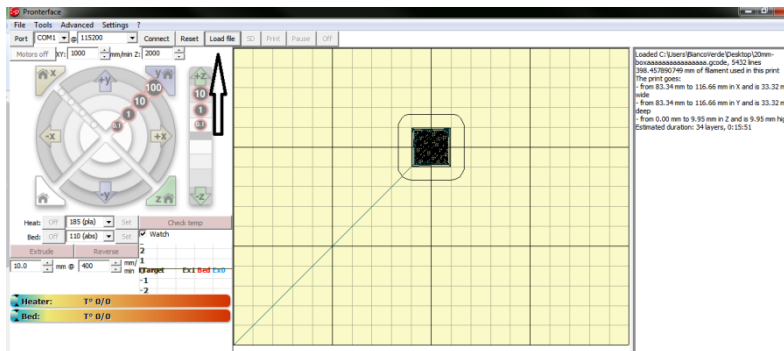 Pronterface
File Tools Advanced Settings ?
Port COM1 @ 115200 Connect Reset Load file SD Print Pause Off
Motors off XY: 1000 mm/min Z: 2000
+y
+z
x
y
100
10
1
0.1
10
1
0.1
-x
+x
-y
z
-z
Heat: Off 185 (pla) Set Check temp
Bed: Off 110 (abs) Set Watch
Extrude Reverse
10.0 mm @ 400 mm/
min
2
1
Target Ex1 Bed Ex0
-1
-2
Heater: T° 0/0
Bed: T° 0/0
Loaded C:\Users\BiancoVerde\Desktop\20mm-
boxaaaaaaaaaaaaaaaa.gcode, 5432 lines
398.457890749 mm of filament used in this print
The print goes:
- from 83.34 mm to 116.66 mm in X and is 33.32 m
wide
- from 83.34 mm to 116.66 mm in Y and is 33.32 m
deep
- from 0.00 mm to 9.95 mm in Z and is 9.95 mm hig
Estimated duration: 34 layers, 0:15:51